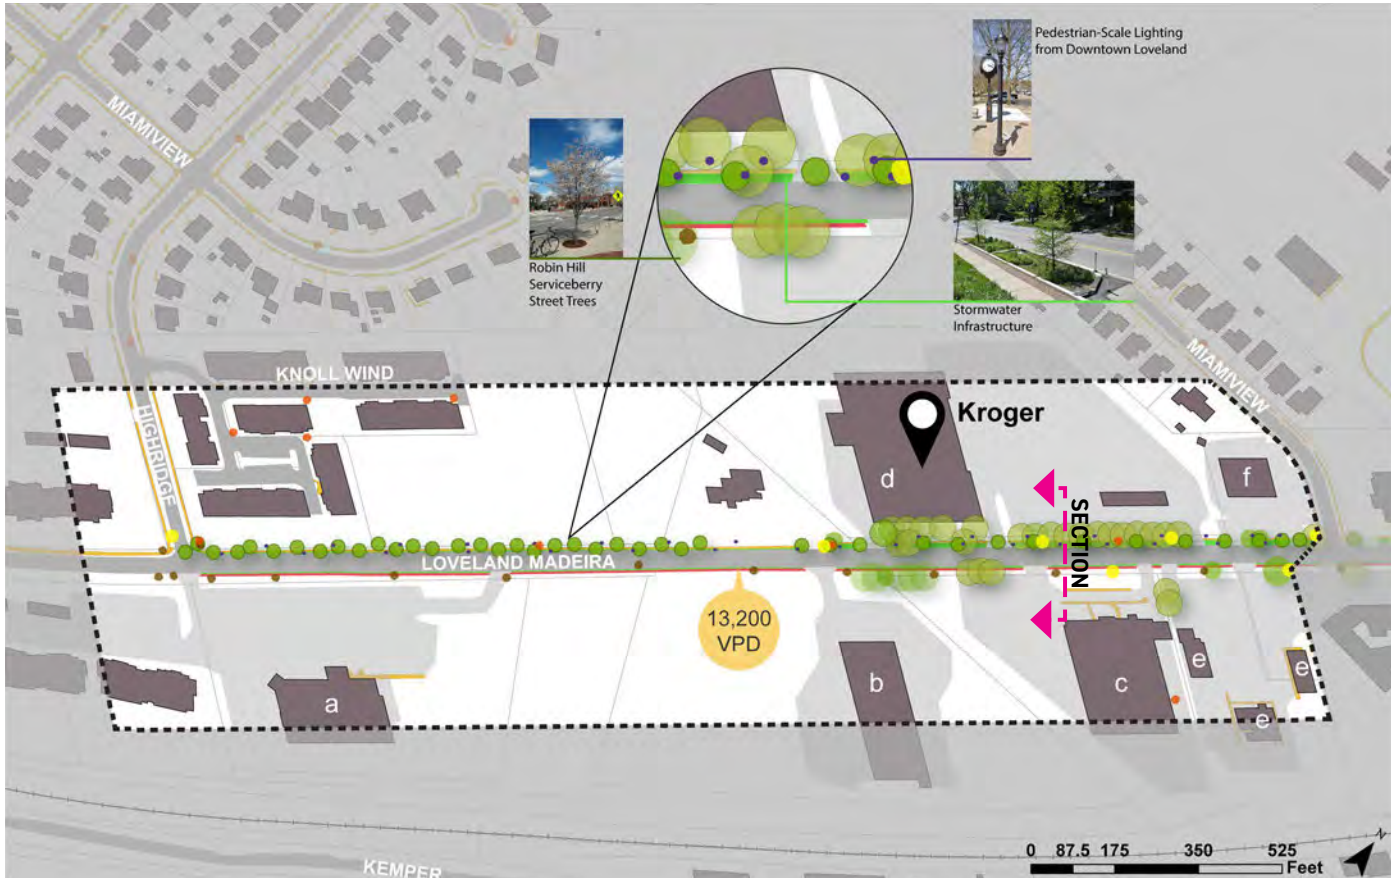 Pedestrian-Scale Lighting
from Downtown Loveland
MIAMIVIEW
Robin Hill
Serviceberry
Street Trees
Stormwater
Infrastructure
MIAMIVIEW
KNOLL WIND
HIGHRIDGE
Kroger
d
f
SECTION
LOVELAND MADEIRA
13,200
VPD
a
b
c
e
e
e
KEMPER
0 87.5 175 350 525
Feet
N